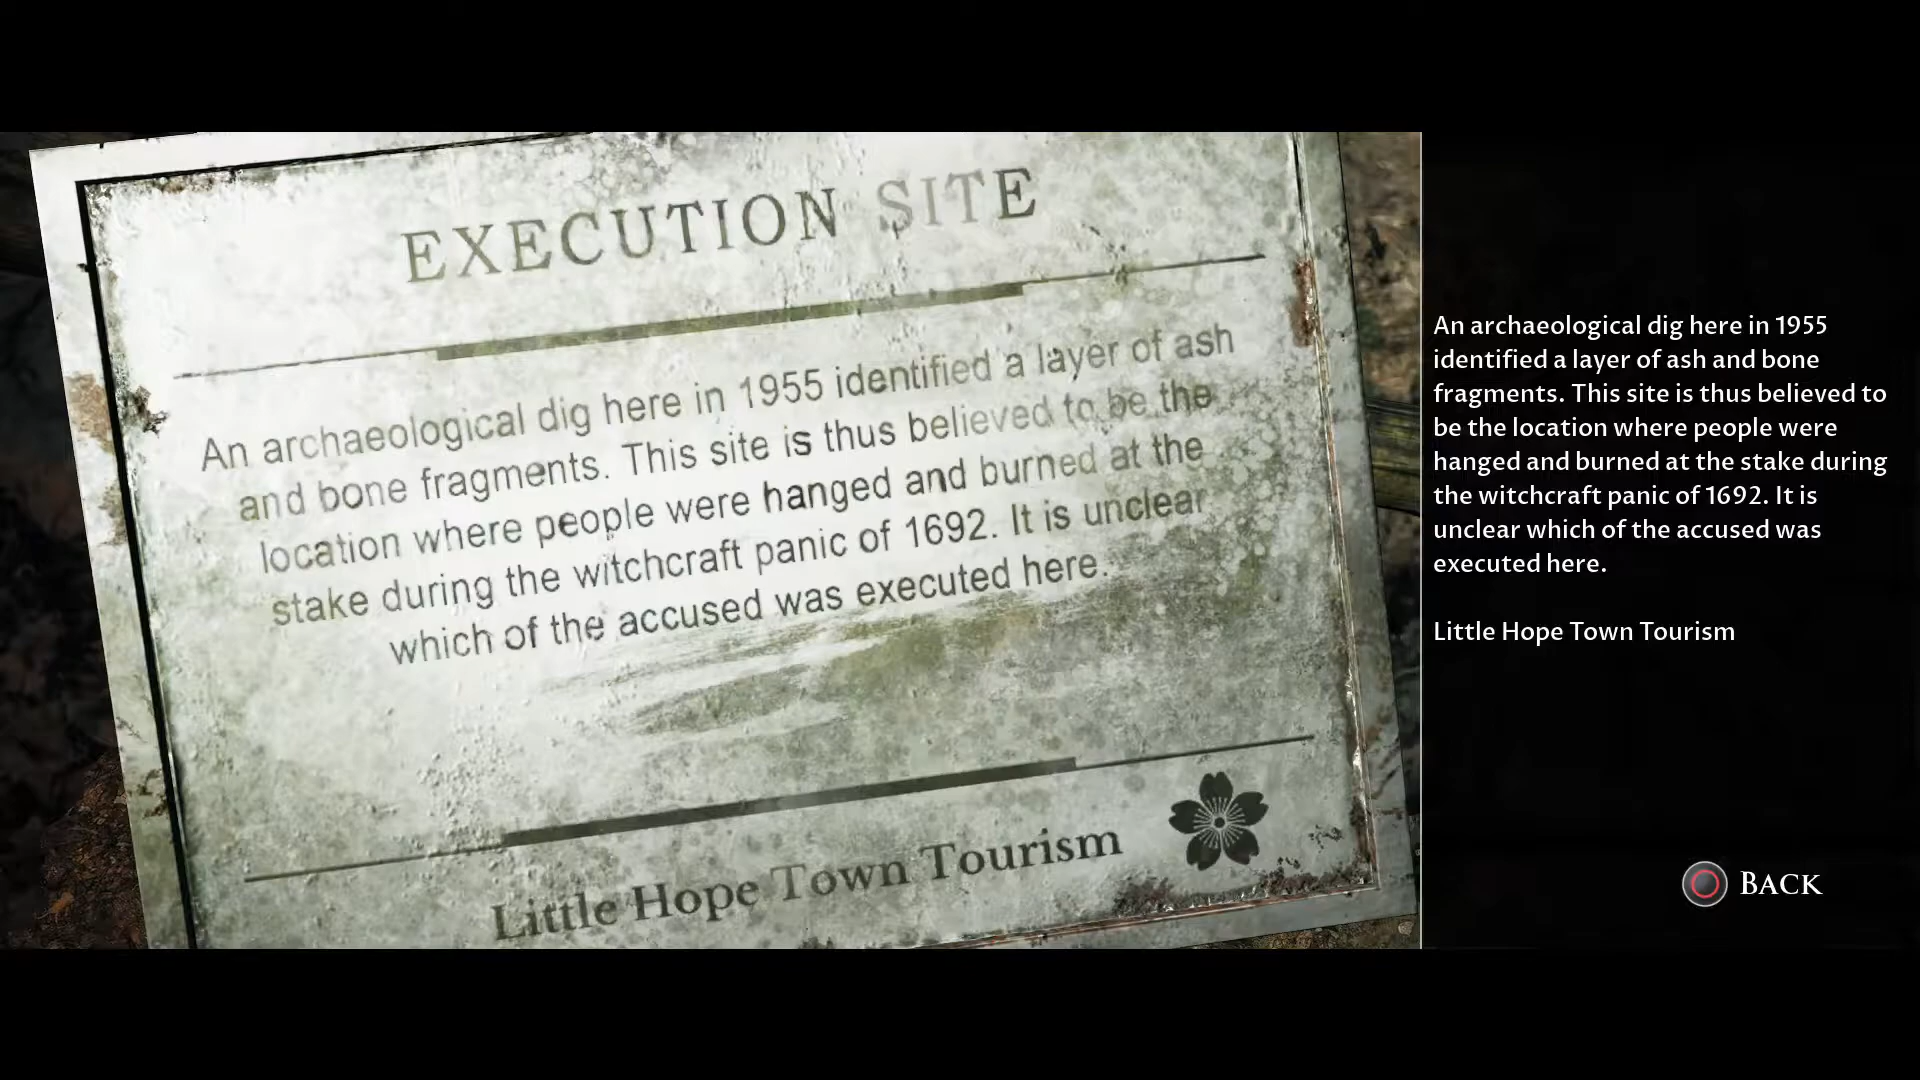 EXECUTION SITE
An archaeological dig here in 1955 identified a layer of ash
and bone fragments. This site is thus believed to be the
location where people were hanged and burned at the
stake during the witchcraft panic of 1692. It is unclear
which of the accused was executed here.
Little Hope Town Tourism
An archaeological dig here in 1955
identified a layer of ash and bone
fragments. This site is thus believed to
be the location where people were
hanged and burned at the stake during
the witchcraft panic of 1692. It is
unclear which of the accused was
executed here.
Little Hope Town Tourism
BACK